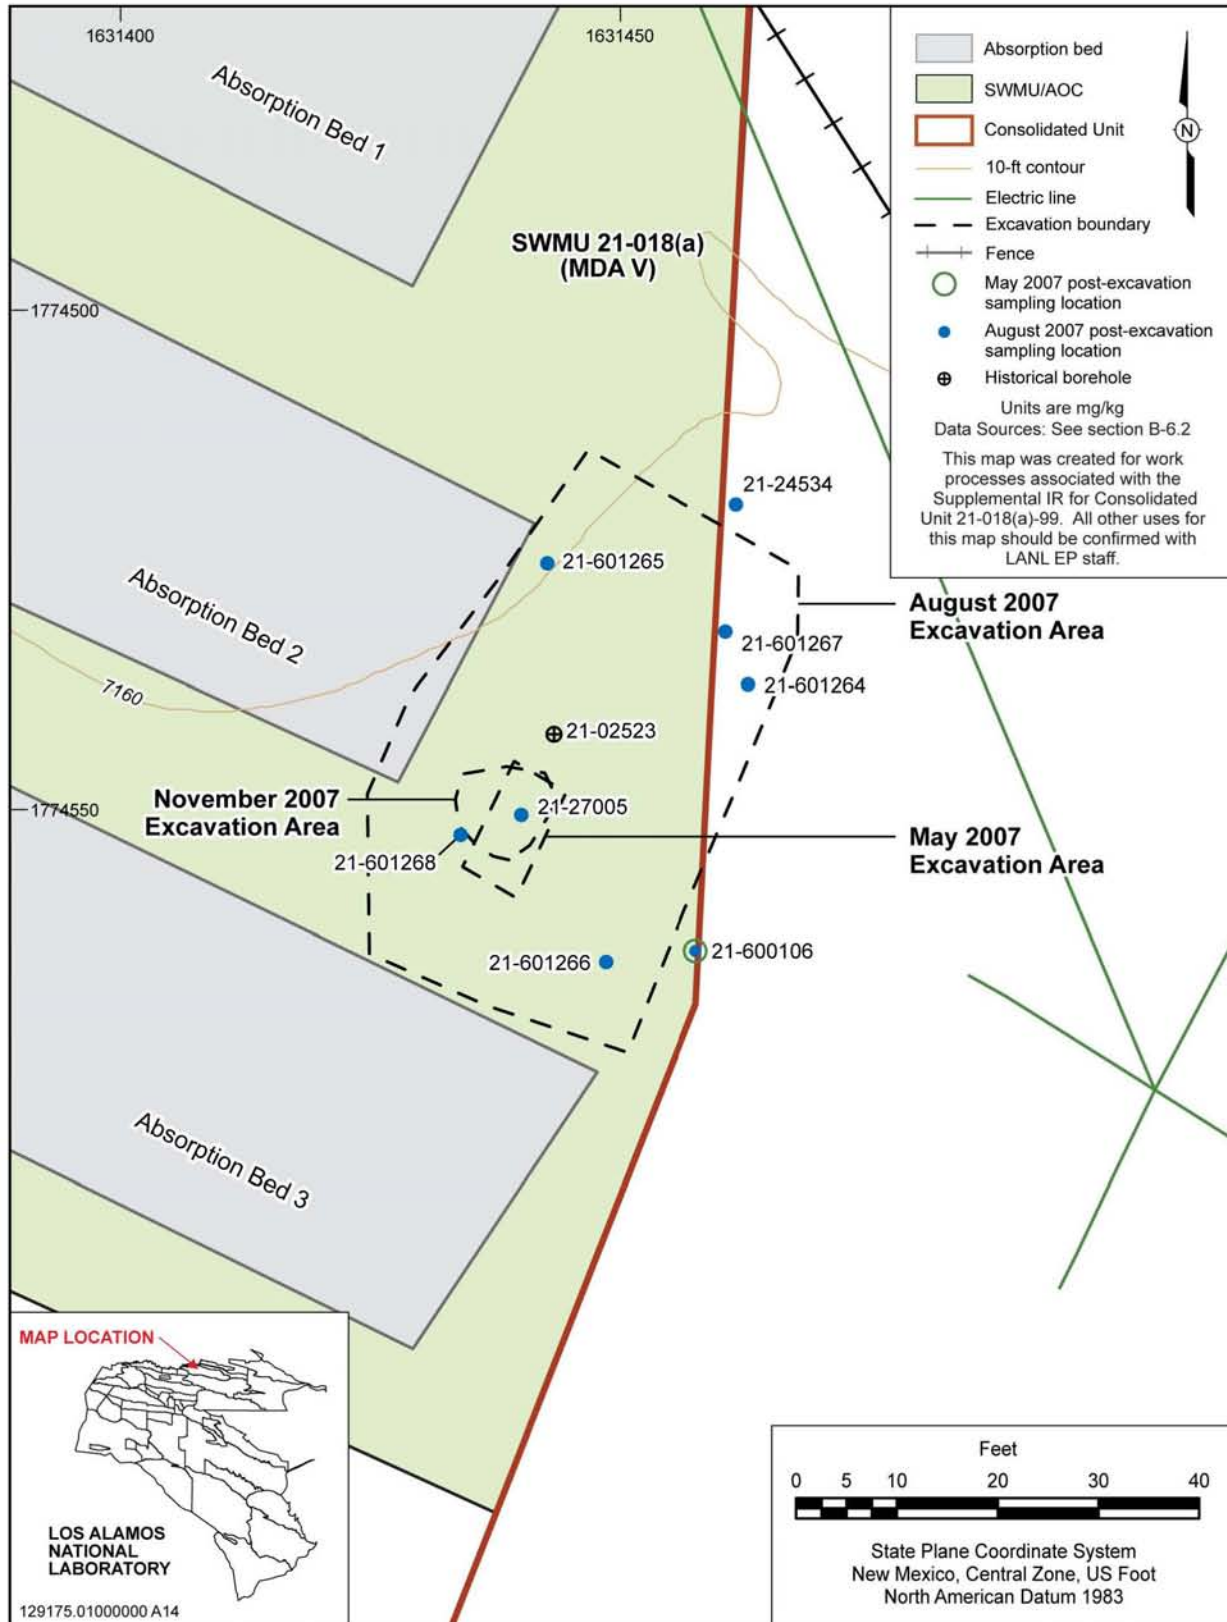 1631400
1631450
Absorption Bed 1
SWMU 21-018(a)
(MDA V)
1774500
Absorption bed
SWMU/AOC
Consolidated Unit
N
10-ft contour
Electric line
Excavation boundary
Fence
May 2007 post-excavation
sampling location
August 2007 post-excavation
sampling location
Historical borehole
Units are mg/kg
Data Sources: See section B-6.2
This map was created for work
processes associated with the
Supplemental IR for Consolidated
Unit 21-018(a)-99. All other uses for
this map should be confirmed with
LANL EP staff.
21-24534
21-601265
Absorption Bed 2
August 2007
Excavation Area
21-601267
21-601264
7160
21-02523
November 2007
Excavation Area
1774550
21-27005
May 2007
Excavation Area
21-601268
21-601266
21-600106
Absorption Bed 3
MAP LOCATION
LOS ALAMOS
NATIONAL
LABORATORY
129175.01000000 A14
Feet
0 5 10 20 30 40
State Plane Coordinate System
New Mexico, Central Zone, US Foot
North American Datum 1983